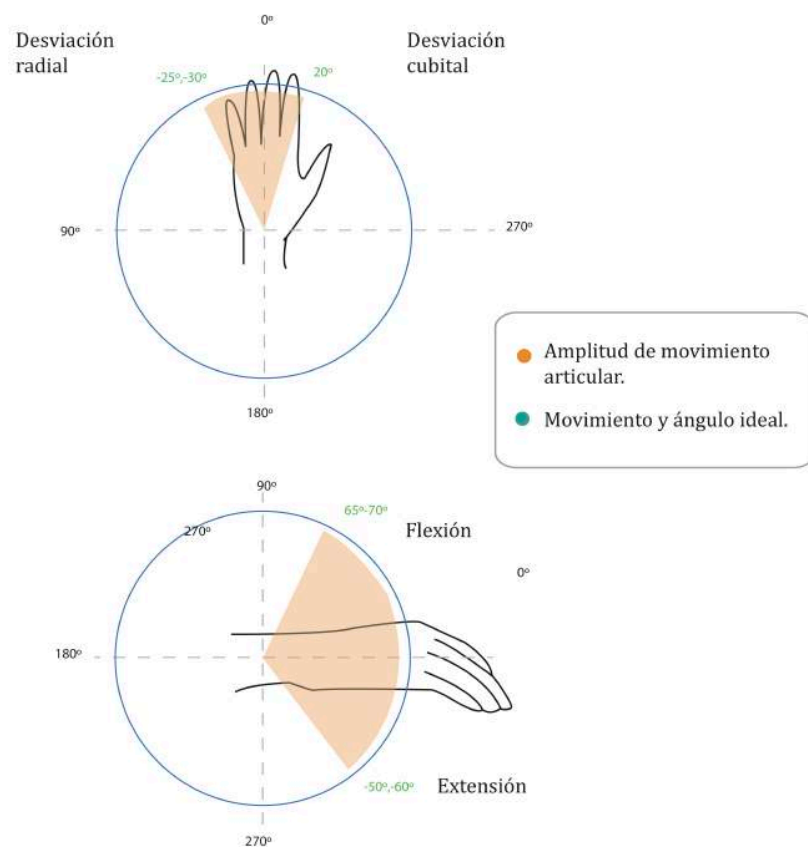 0º
Desviación
radial
Desviación
cubital
-25º,-30º
20º
90º
270º
180º
Amplitud de movimiento
articular.
Movimiento y ángulo ideal.
90º
65º-70º
270º
Flexión
0º
180º
-50º,-60º
Extensión
270º